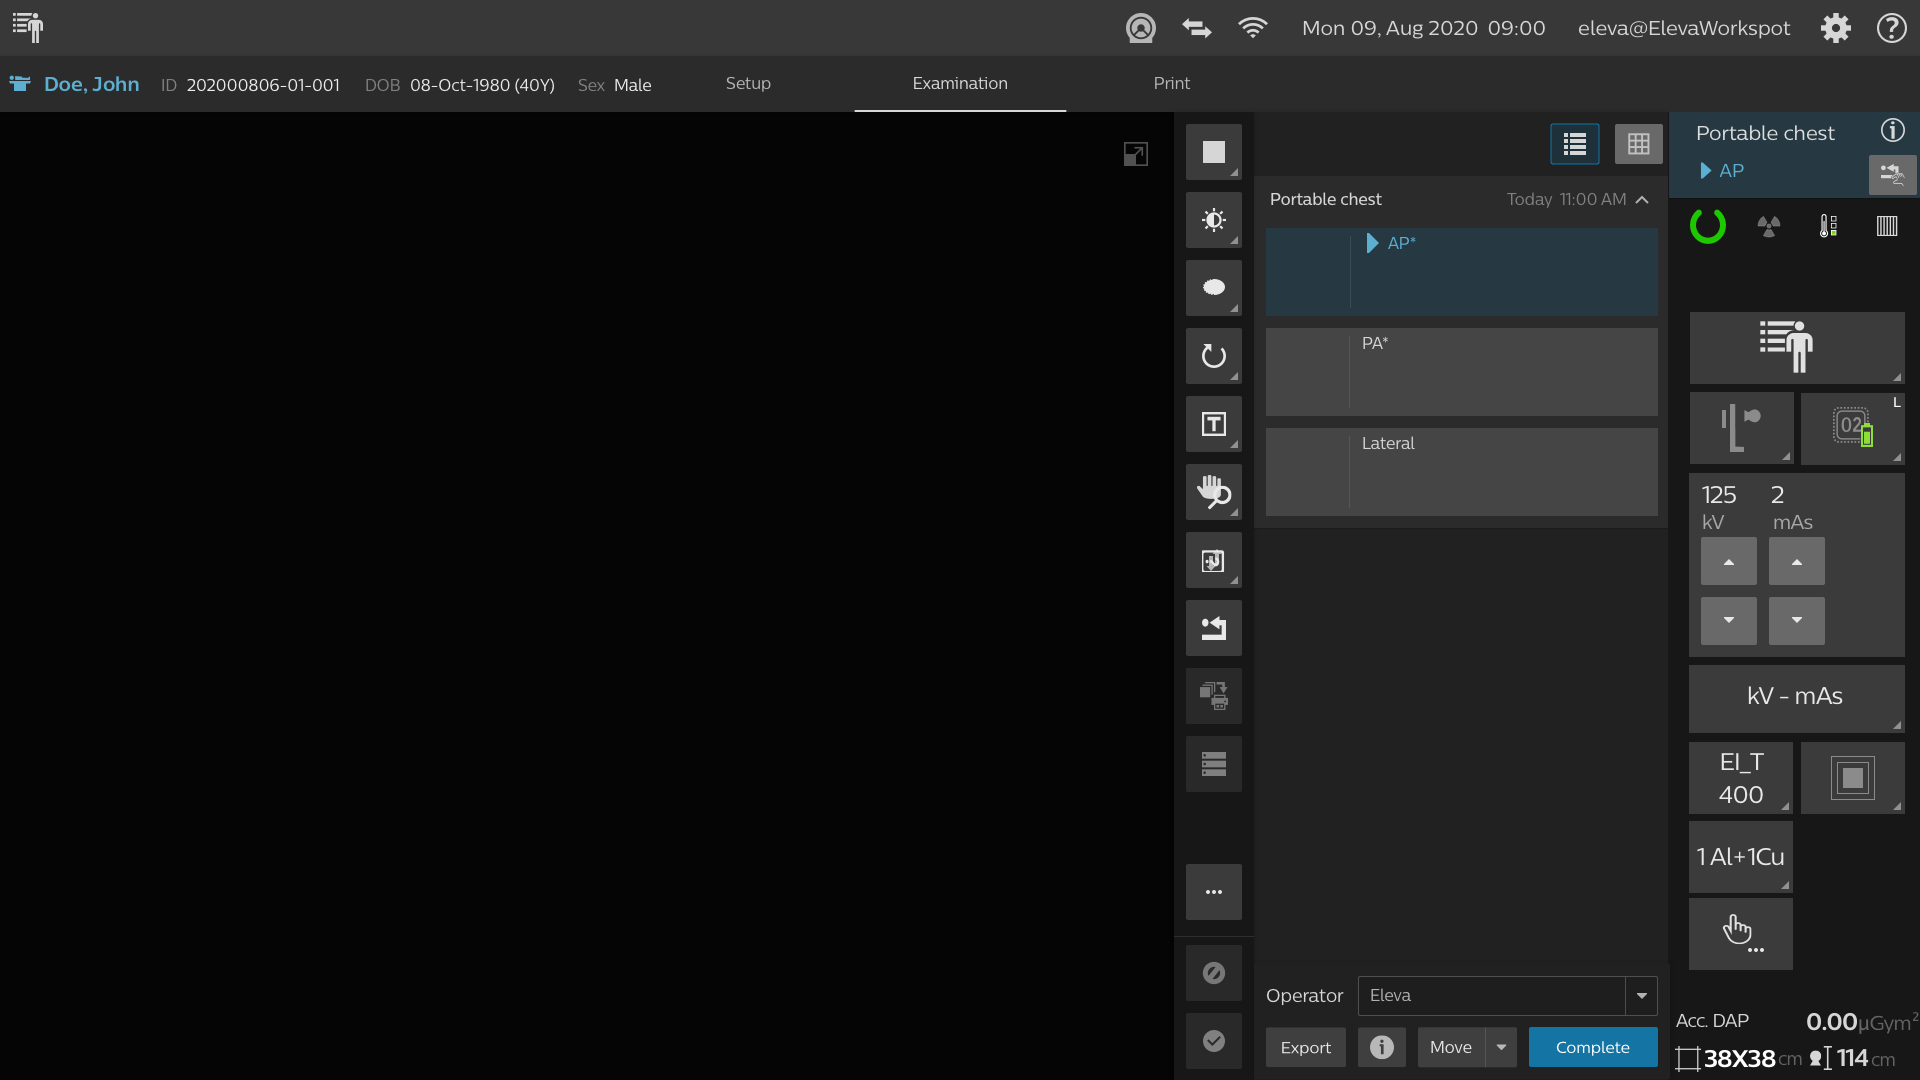 Mon 09, Aug 2020 09:00 eleva@ElevaWorkspot ?
Doe, John ID 202000806-01-001 DOB 08-Oct-1980 (40Y) Sex Male Setup Examination Print
Portable chest
AP
Portable chest Today 11:00 AM
AP*
PA*
Lateral
T
L
02
125 2
kV mAs
kV - mAs
EI_T
400
1 Al+1Cu
...
Operator Eleva
Export Move Complete
Acc. DAP 0.00 µGym²
38X38 cm 114 cm